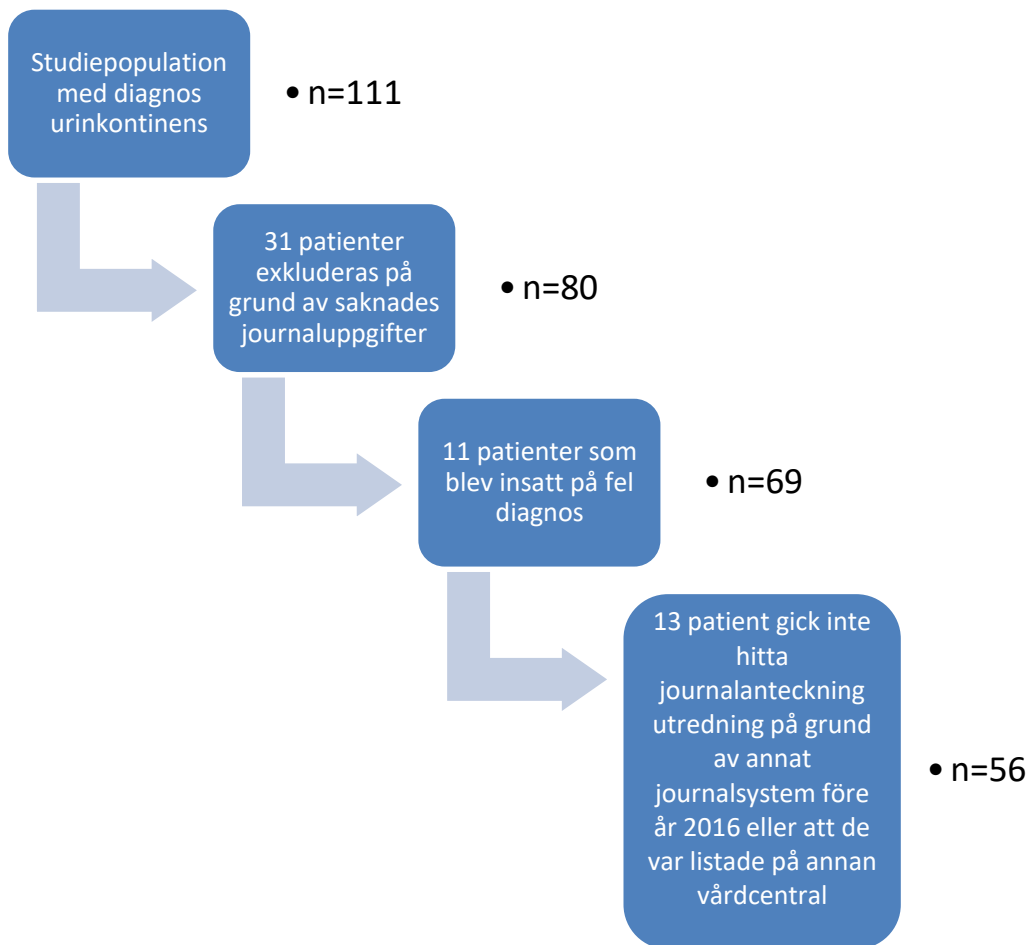 Studiepopulation
med diagnos
urinkontinens
• n=111
31 patienter
exkluderas på
grund av saknades
journaluppgifter
• n=80
11 patienter som
blev insatt på fel
diagnos
• n=69
13 patient gick inte
hitta
journalanteckning
utredning på grund
av annat
journalsystem före
år 2016 eller att de
var listade på annan
vårdcentral
• n=56